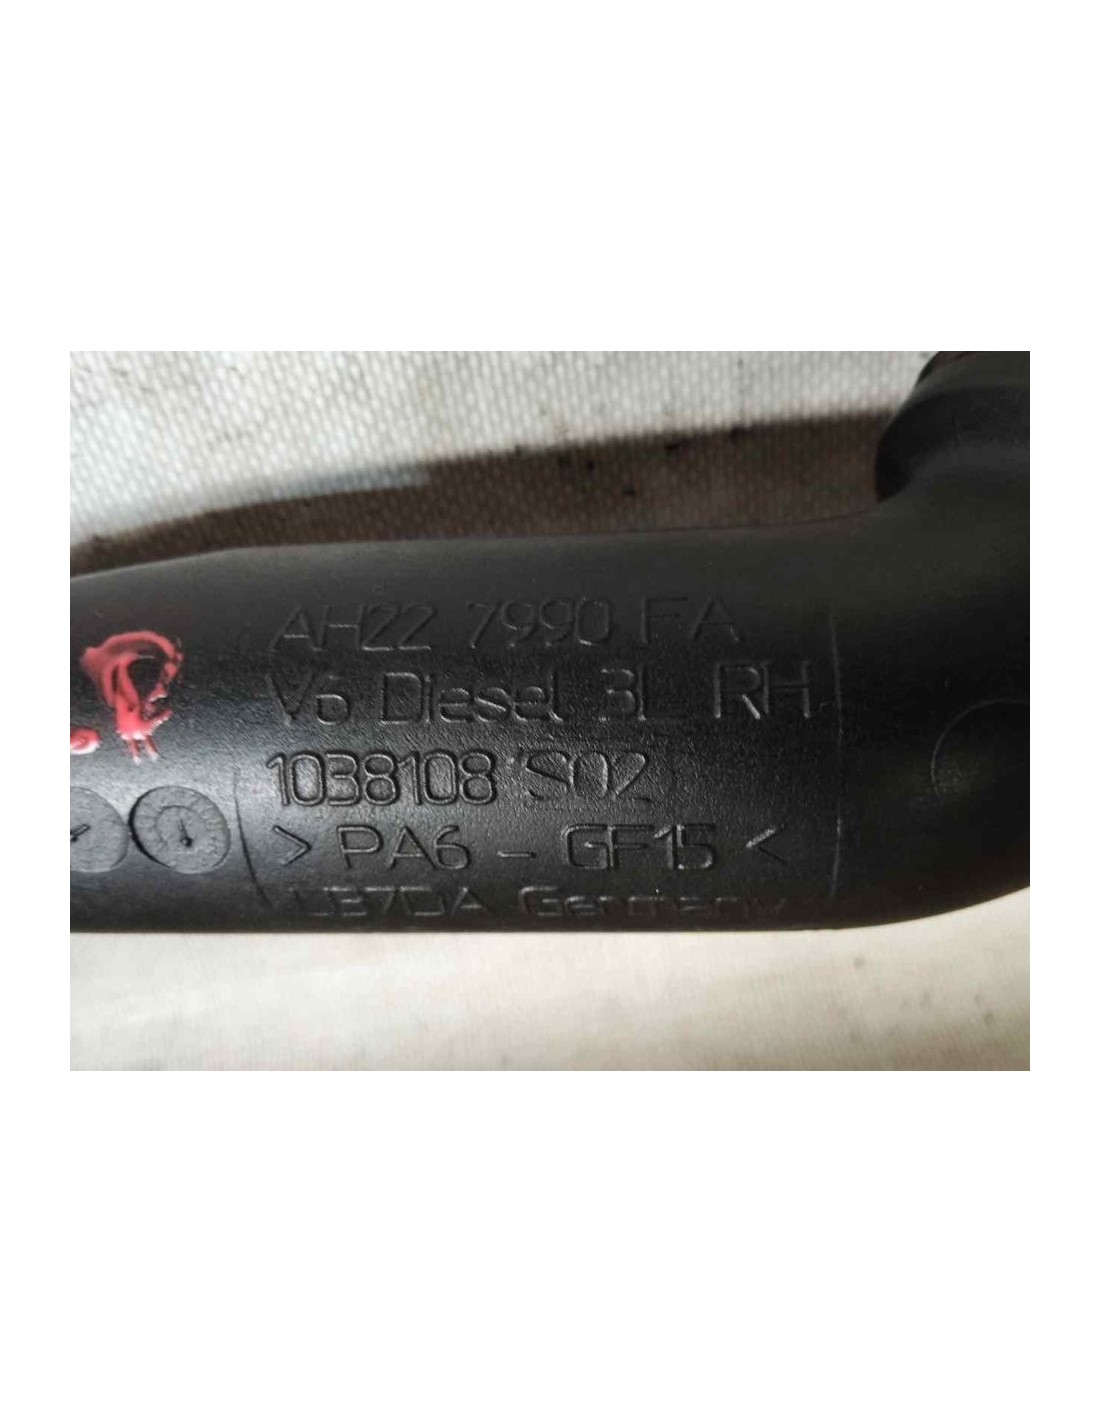 AH22 7990 FA
V6 Diesel 3L RH
1038108 S02
> PA6 - GF15 <
Germany